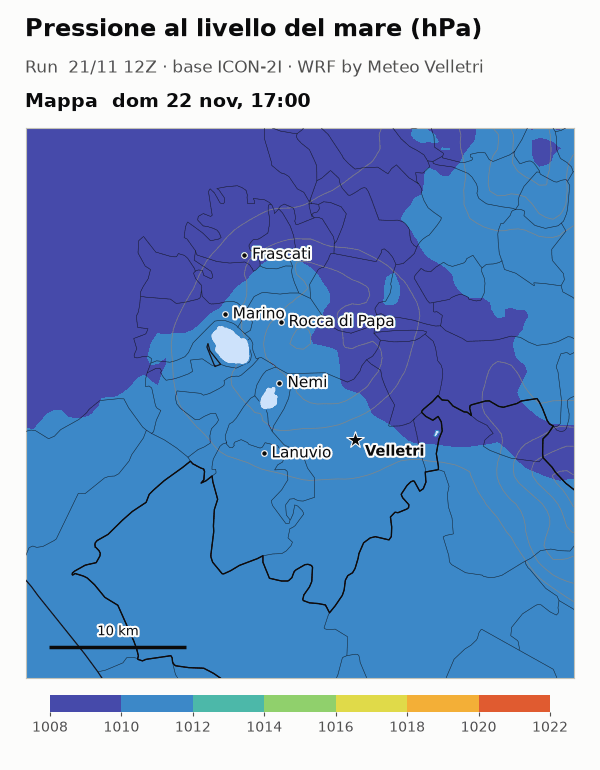 Pressione al livello del mare (hPa)
Run  21/11 12Z · base ICON-2I · WRF by Meteo Velletri
Mappa  dom 22 nov, 17:00
Frascati
Marino
Rocca di Papa
Nemi
Velletri
Lanuvio
10 km
1008 1010 1012 1014 1016 1018 1020 1022